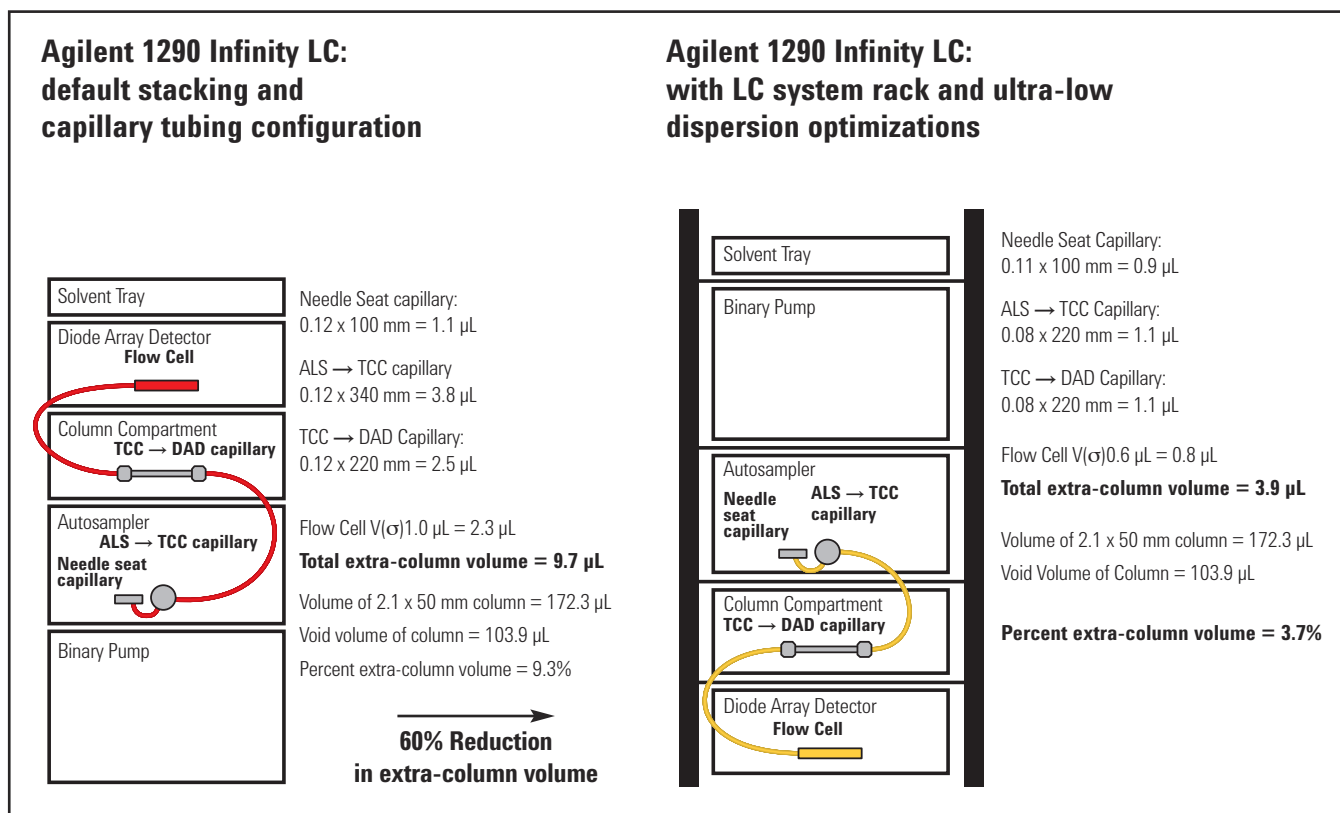 Agilent 1290 Infinity LC:
default stacking and
capillary tubing configuration
Solvent Tray
Diode Array Detector
Flow Cell
Column Compartment
TCC → DAD capillary
Autosampler
ALS → TCC capillary
Needle seat
capillary
Binary Pump
Needle Seat capillary:
0.12 x 100 mm = 1.1 µL
ALS → TCC capillary
0.12 x 340 mm = 3.8 µL
TCC → DAD Capillary:
0.12 x 220 mm = 2.5 µL
Flow Cell V(σ)1.0 µL = 2.3 µL
Total extra-column volume = 9.7 µL
Volume of 2.1 x 50 mm column = 172.3 µL
Void volume of column = 103.9 µL
Percent extra-column volume = 9.3%
60% Reduction
in extra-column volume
Agilent 1290 Infinity LC:
with LC system rack and ultra-low
dispersion optimizations
Solvent Tray
Binary Pump
Autosampler
Needle
seat
capillary
ALS → TCC
capillary
Column Compartment
TCC → DAD capillary
Diode Array Detector
Flow Cell
Needle Seat Capillary:
0.11 x 100 mm = 0.9 µL
ALS → TCC Capillary:
0.08 x 220 mm = 1.1 µL
TCC → DAD Capillary:
0.08 x 220 mm = 1.1 µL
Flow Cell V(σ)0.6 µL = 0.8 µL
Total extra-column volume = 3.9 µL
Volume of 2.1 x 50 mm column = 172.3 µL
Void Volume of Column = 103.9 µL
Percent extra-column volume = 3.7%